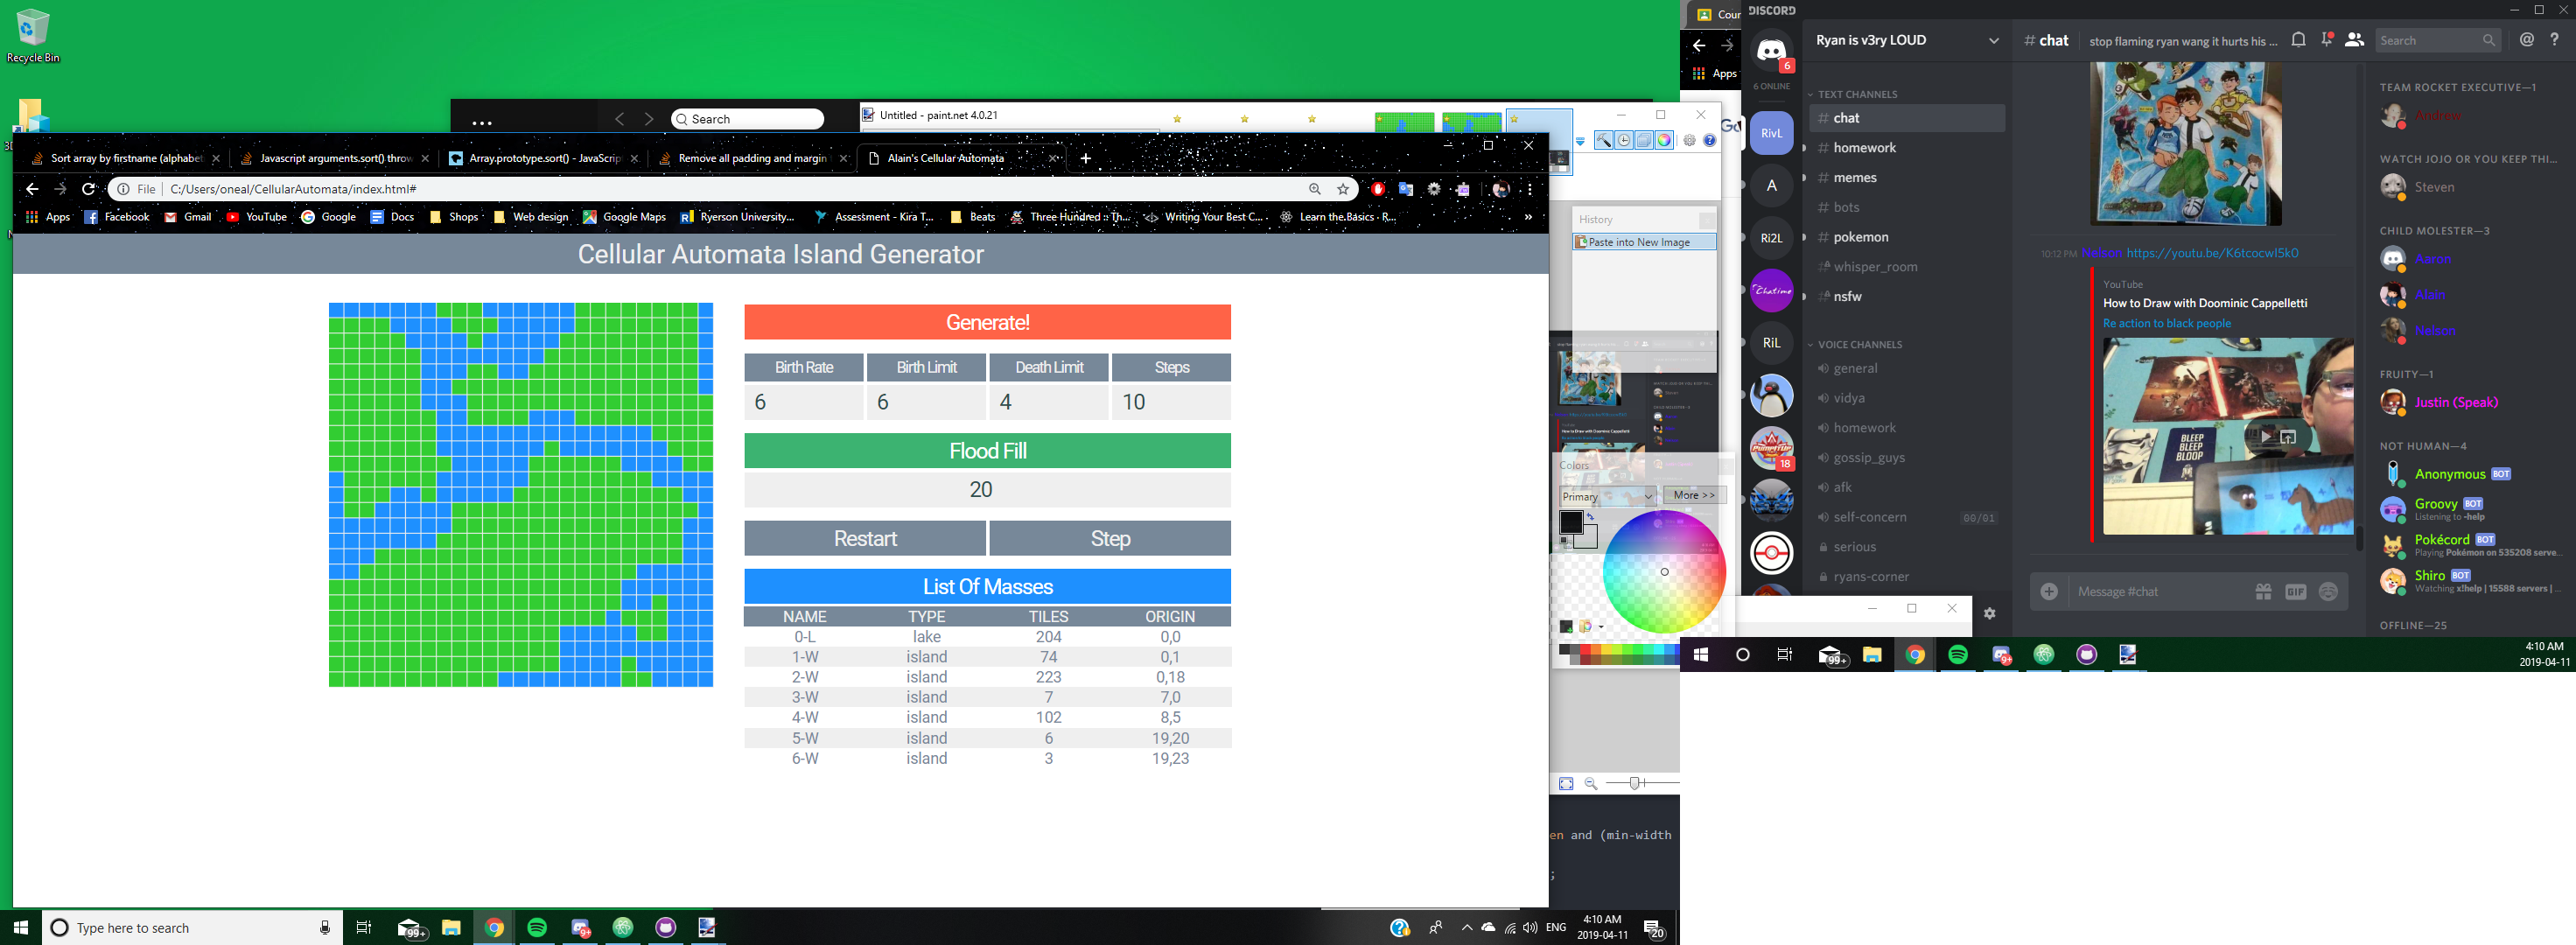 Recycle Bin
Search
Untitled - paint.net 4.0.21
Sort array by firstname (alphabet
Javascript arguments.sort() throw
Array.prototype.sort() - JavaScript
Remove all padding and margin
Alain's Cellular Automata
File
C:/Users/oneal/CellularAutomata/index.html#
Apps
Facebook
Gmail
YouTube
Google
Docs
Shops
Web design
Google Maps
Ryerson University...
Assessment - Kira T...
Beats
Three Hundred :: Th...
Writing Your Best C...
Learn the Basics · R...
Cellular Automata Island Generator
Generate!
Birth Rate Birth Limit Death Limit Steps
6 6 4 10
Flood Fill
20
Restart Step
List Of Masses
NAME TYPE TILES ORIGIN
0-L lake 204 0,0
1-W island 74 0,1
2-W island 223 0,18
3-W island 7 7,0
4-W island 102 8,5
5-W island 6 19,20
6-W island 3 19,23
History
Paste into New Image
Colors
Primary
More >>
en and (min-width
;
Type here to search
99+
9+
ENG
4:10 AM
2019-04-11
20
Cour
Apps
DISCORD
6
6 ONLINE
RivL
A
Ri2L
Chatime
RiL
18
Ryan is v3ry LOUD
TEXT CHANNELS
# chat
# homework
# memes
# bots
# pokemon
whisper_room
nsfw
VOICE CHANNELS
general
vidya
homework
gossip_guys
afk
self-concern 00/01
serious
ryans-corner
# chat
stop flaming ryan wang it hurts his ...
Search
10:12 PM Nelson https://youtu.be/K6tcocwI5k0
YouTube
How to Draw with Doominic Cappelletti
Re action to black people
BLEEP
BLEEP
BLOOP
Message #chat
GIF
TEAM ROCKET EXECUTIVE—1
Andrew
WATCH JOJO OR YOU KEEP THI...
Steven
CHILD MOLESTER—3
Aaron
Alain
Nelson
FRUITY—1
Justin (Speak)
NOT HUMAN—4
Anonymous BOT
Groovy BOT
Listening to -help
Pokécord BOT
Playing Pokémon on 535208 serve...
Shiro BOT
Watching x!help | 15588 servers | ...
OFFLINE—25
99+
9+
4:10 AM
2019-04-11